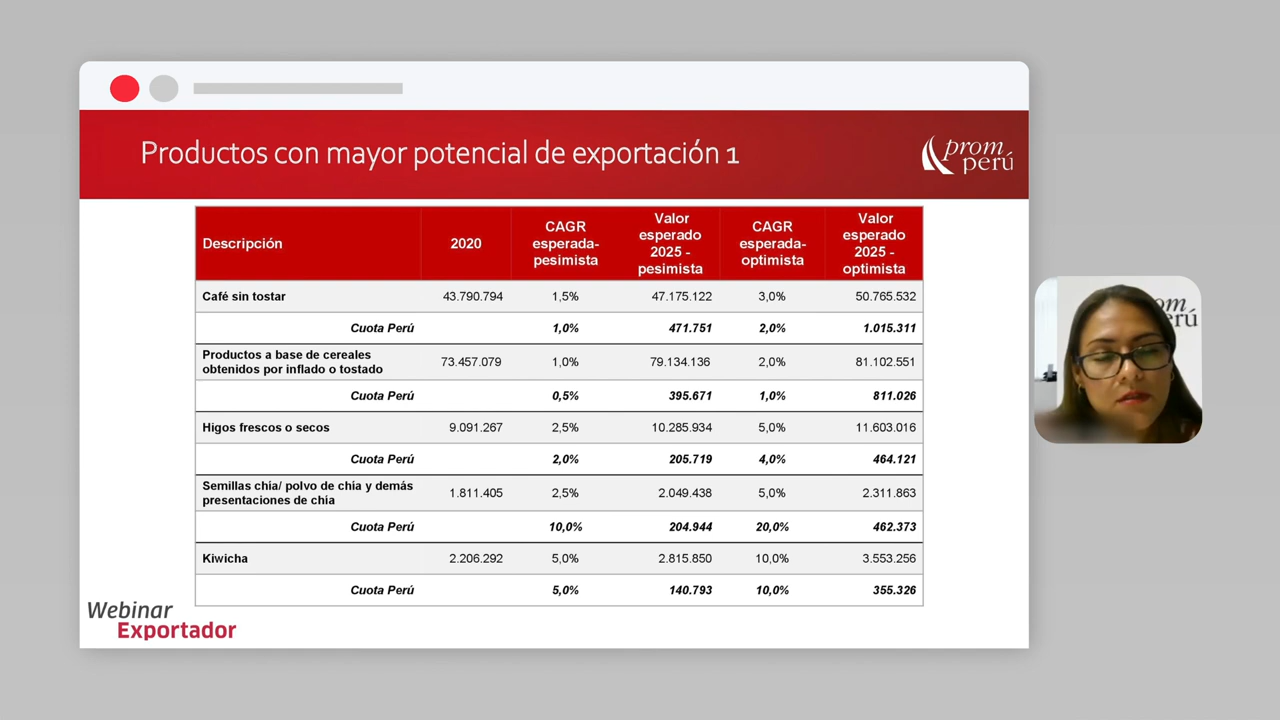 Productos con mayor potencial de exportación 1
prom
perú
Descripción
2020
CAGR
esperada-
pesimista
Valor
esperado
2025 -
pesimista
CAGR
esperada-
optimista
Valor
esperado
2025 -
optimista
Café sin tostar 43.790.794 1,5% 47.175.122 3,0% 50.765.532
Cuota Perú 1,0% 471.751 2,0% 1.015.311
Productos a base de cereales
obtenidos por inflado o tostado 73.457.079 1,0% 79.134.136 2,0% 81.102.551
Cuota Perú 0,5% 395.671 1,0% 811.026
Higos frescos o secos 9.091.267 2,5% 10.285.934 5,0% 11.603.016
Cuota Perú 2,0% 205.719 4,0% 464.121
Semillas chia/ polvo de chia y demás
presentaciones de chia 1.811.405 2,5% 2.049.438 5,0% 2.311.863
Cuota Perú 10,0% 204.944 20,0% 462.373
Kiwicha 2.206.292 5,0% 2.815.850 10,0% 3.553.256
Cuota Perú 5,0% 140.793 10,0% 355.326
Webinar
Exportador